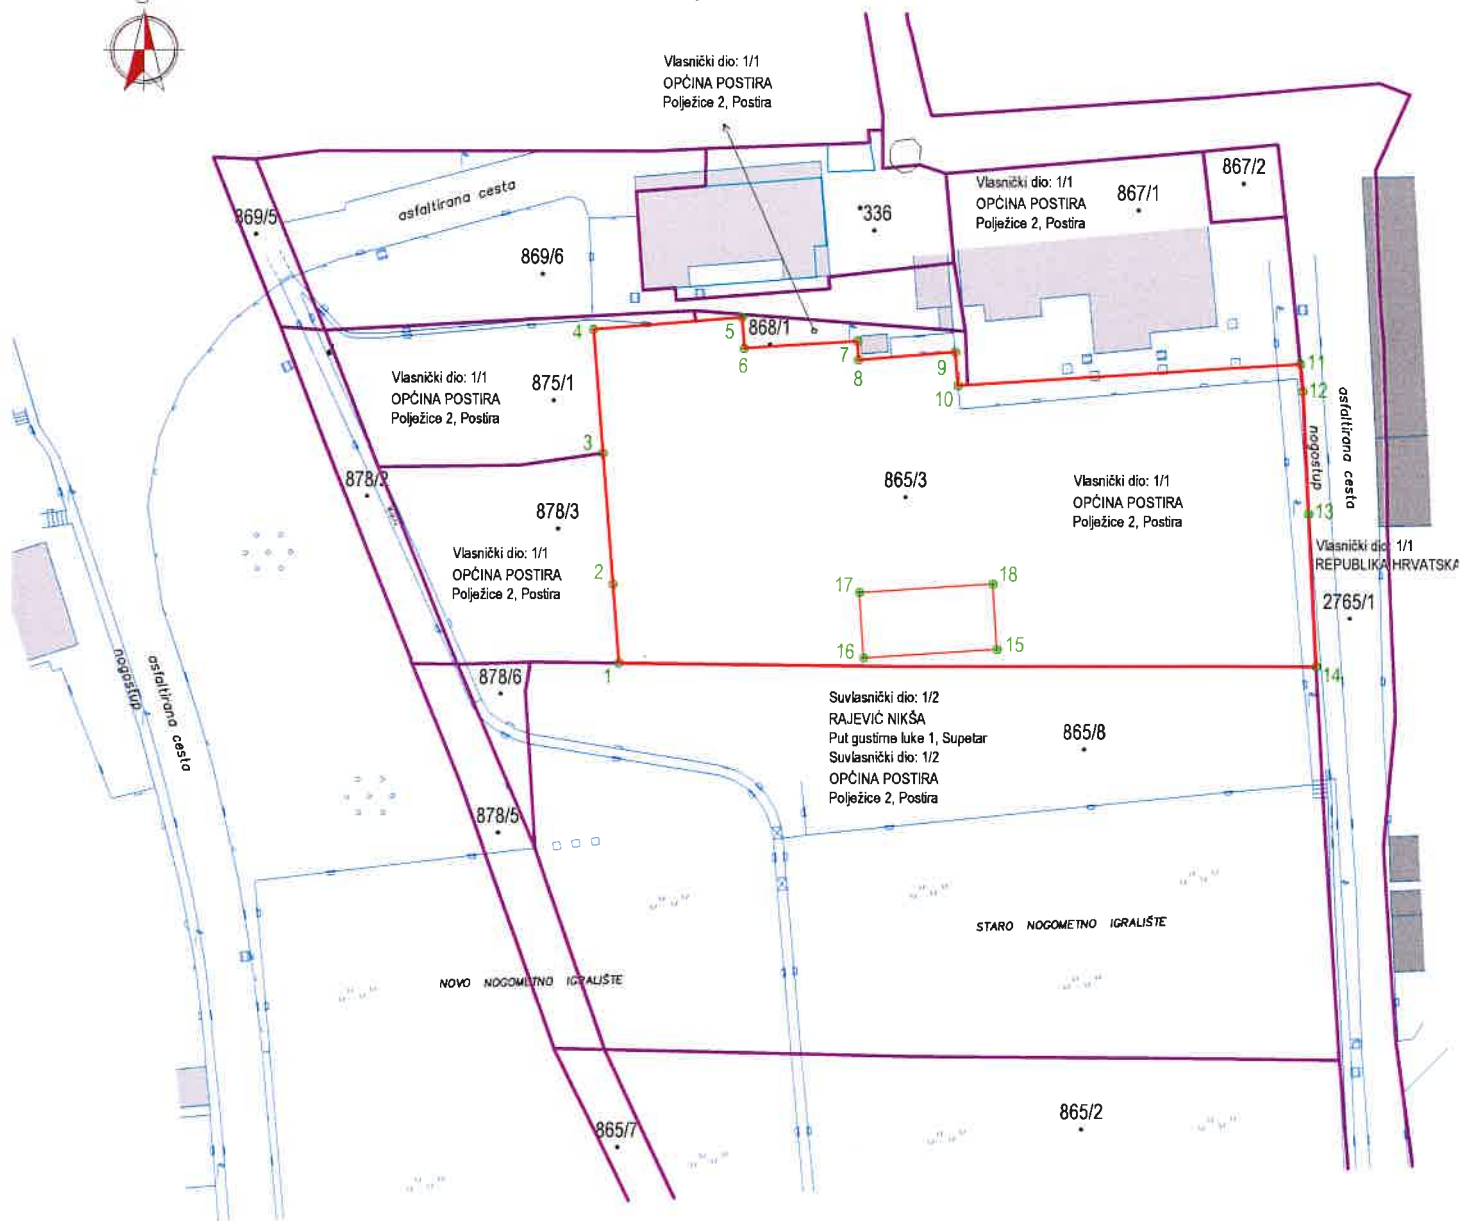 Vlasnički dio: 1/1
OPĆINA POSTIRA
Polježice 2, Postira
867/2
867/1
Vlasnički dio: 1/1
OPĆINA POSTIRA
Polježice 2, Postira
asfaltirana cesta
869/5
*336
869/6
4
5
868/1
6
7
8
9
10
11
12
Vlasnički dio: 1/1
OPĆINA POSTIRA
Polježice 2, Postira
875/1
asfaltirana cesta
nogostup
3
878/2
865/3
Vlasnički dio: 1/1
OPĆINA POSTIRA
Polježice 2, Postira
878/3
13
Vlasnički dio: 1/1
OPĆINA POSTIRA
Polježice 2, Postira
Vlasnički dio: 1/1
REPUBLIKA HRVATSKA
2
17
18
2765/1
16
15
1
14
nogostup
asfaltirana cesta
878/6
Suvlasnički dio: 1/2
RAJEVIĆ NIKŠA
Put gustirne luke 1, Supetar
Suvlasnički dio: 1/2
OPĆINA POSTIRA
Polježice 2, Postira
865/8
878/5
STARO NOGOMETNO IGRALIŠTE
NOVO NOGOMETNO IGRALIŠTE
865/2
865/7